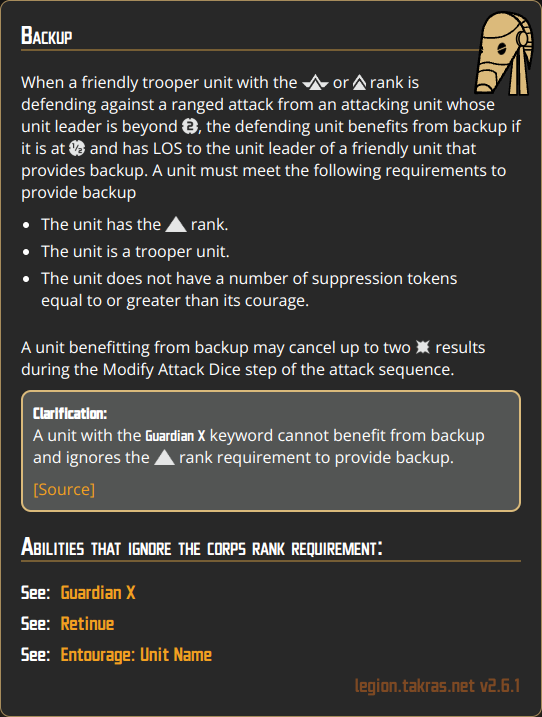 Backup
When a friendly trooper unit with the or rank is
defending against a ranged attack from an attacking unit whose
unit leader is beyond 2, the defending unit benefits from backup if
it is at ½ and has LOS to the unit leader of a friendly unit that
provides backup. A unit must meet the following requirements to
provide backup
• The unit has the rank.
• The unit is a trooper unit.
• The unit does not have a number of suppression tokens
equal to or greater than its courage.
A unit benefitting from backup may cancel up to two results
during the Modify Attack Dice step of the attack sequence.
Clarification:
A unit with the Guardian X keyword cannot benefit from backup
and ignores the rank requirement to provide backup.
[Source]
Abilities that ignore the corps rank requirement:
See: Guardian X
See: Retinue
See: Entourage: Unit Name
legion.takras.net v2.6.1